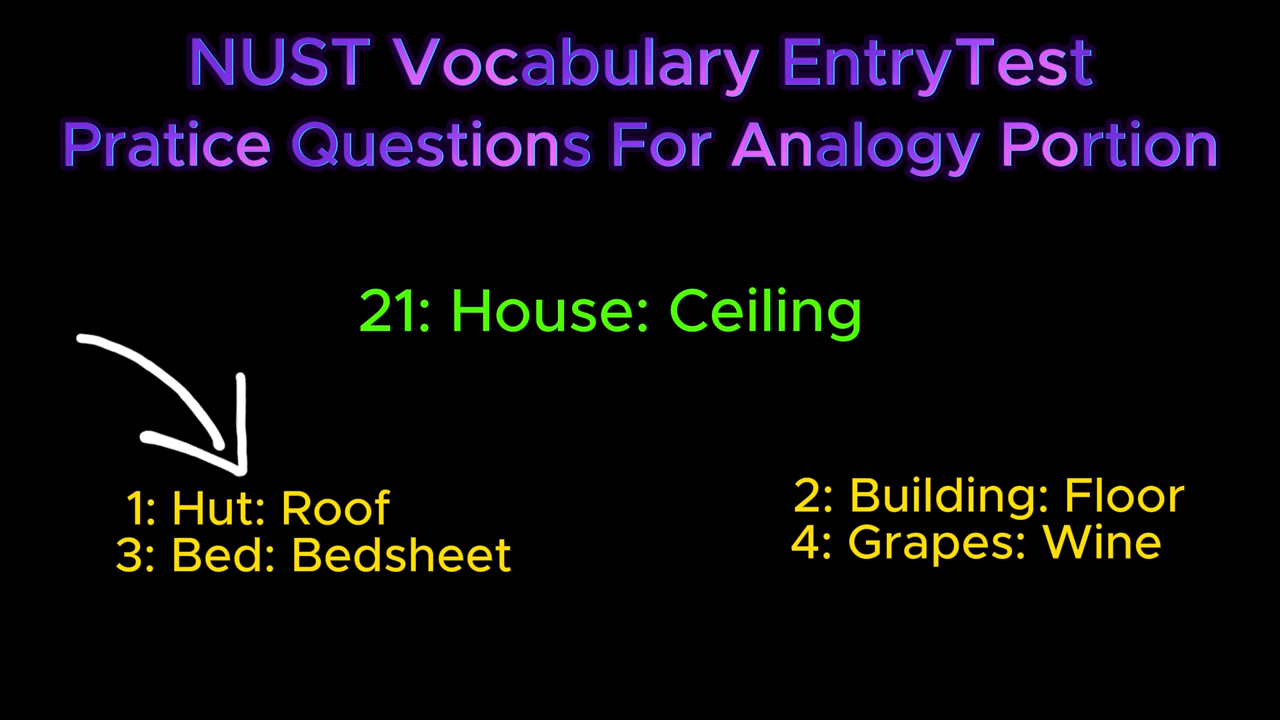 NUST Vocabulary EntryTest
Pratice Questions For Analogy Portion
21: House: Ceiling
1: Hut: Roof
2: Building: Floor
3: Bed: Bedsheet
4: Grapes: Wine